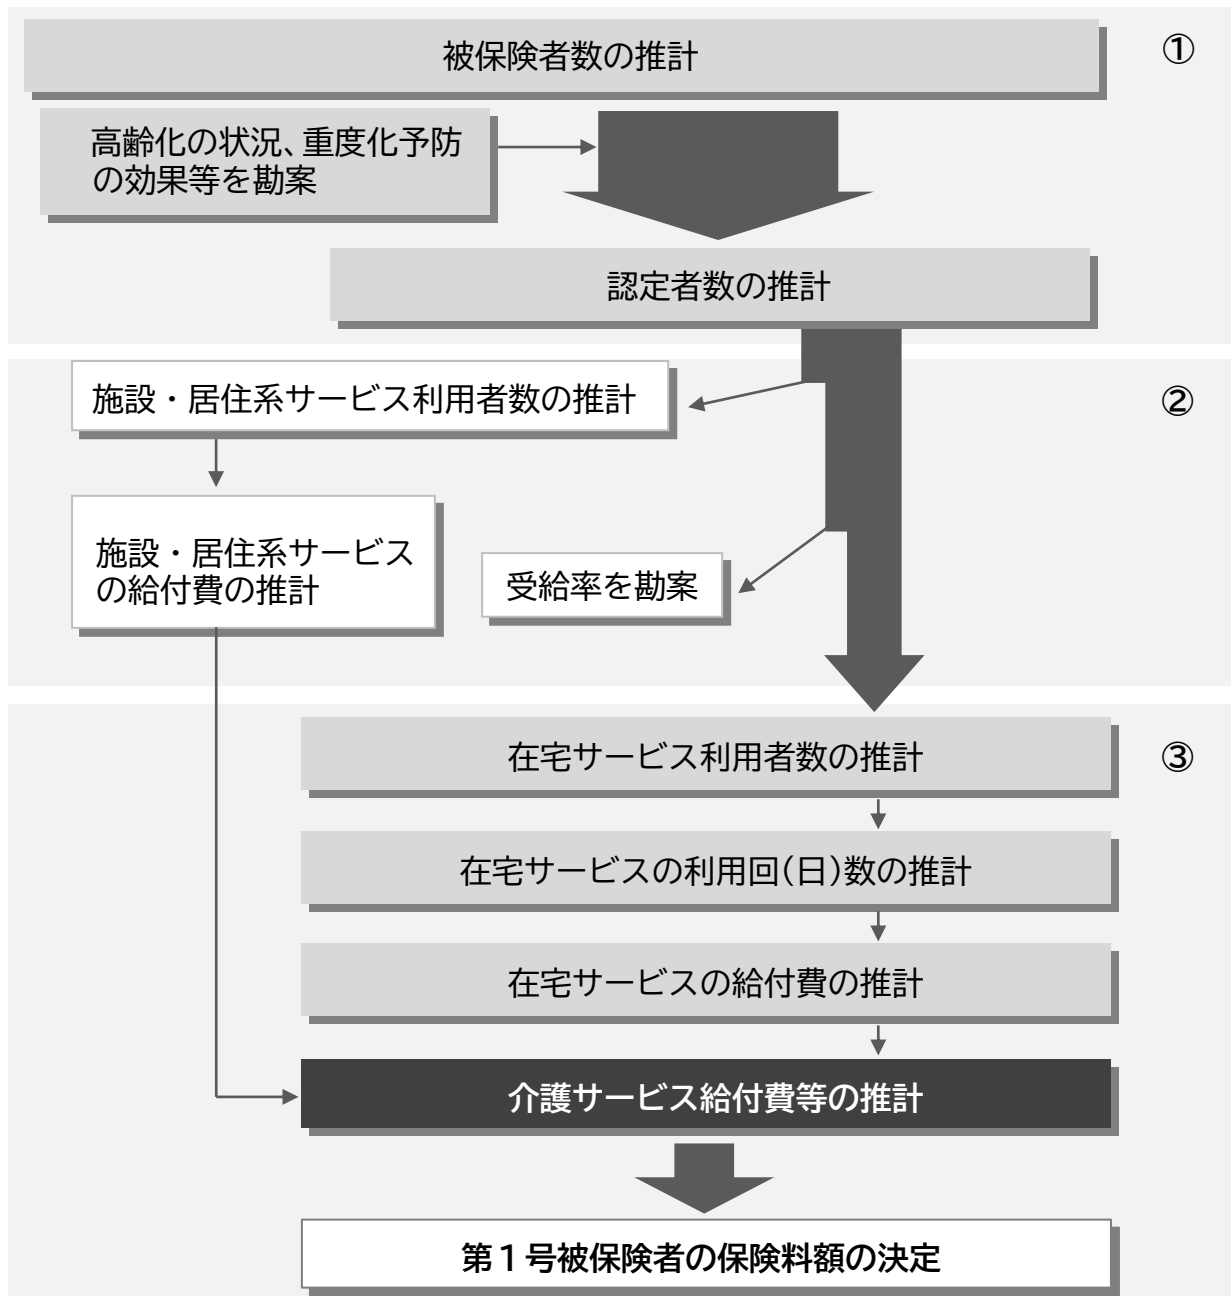 被保険者数の推計
①
高齢化の状況、重度化予防
の効果等を勘案
認定者数の推計
②
施設・居住系サービス利用者数の推計
施設・居住系サービス
の給付費の推計
受給率を勘案
③
在宅サービス利用者数の推計
在宅サービスの利用回(日)数の推計
在宅サービスの給付費の推計
介護サービス給付費等の推計
第1号被保険者の保険料額の決定